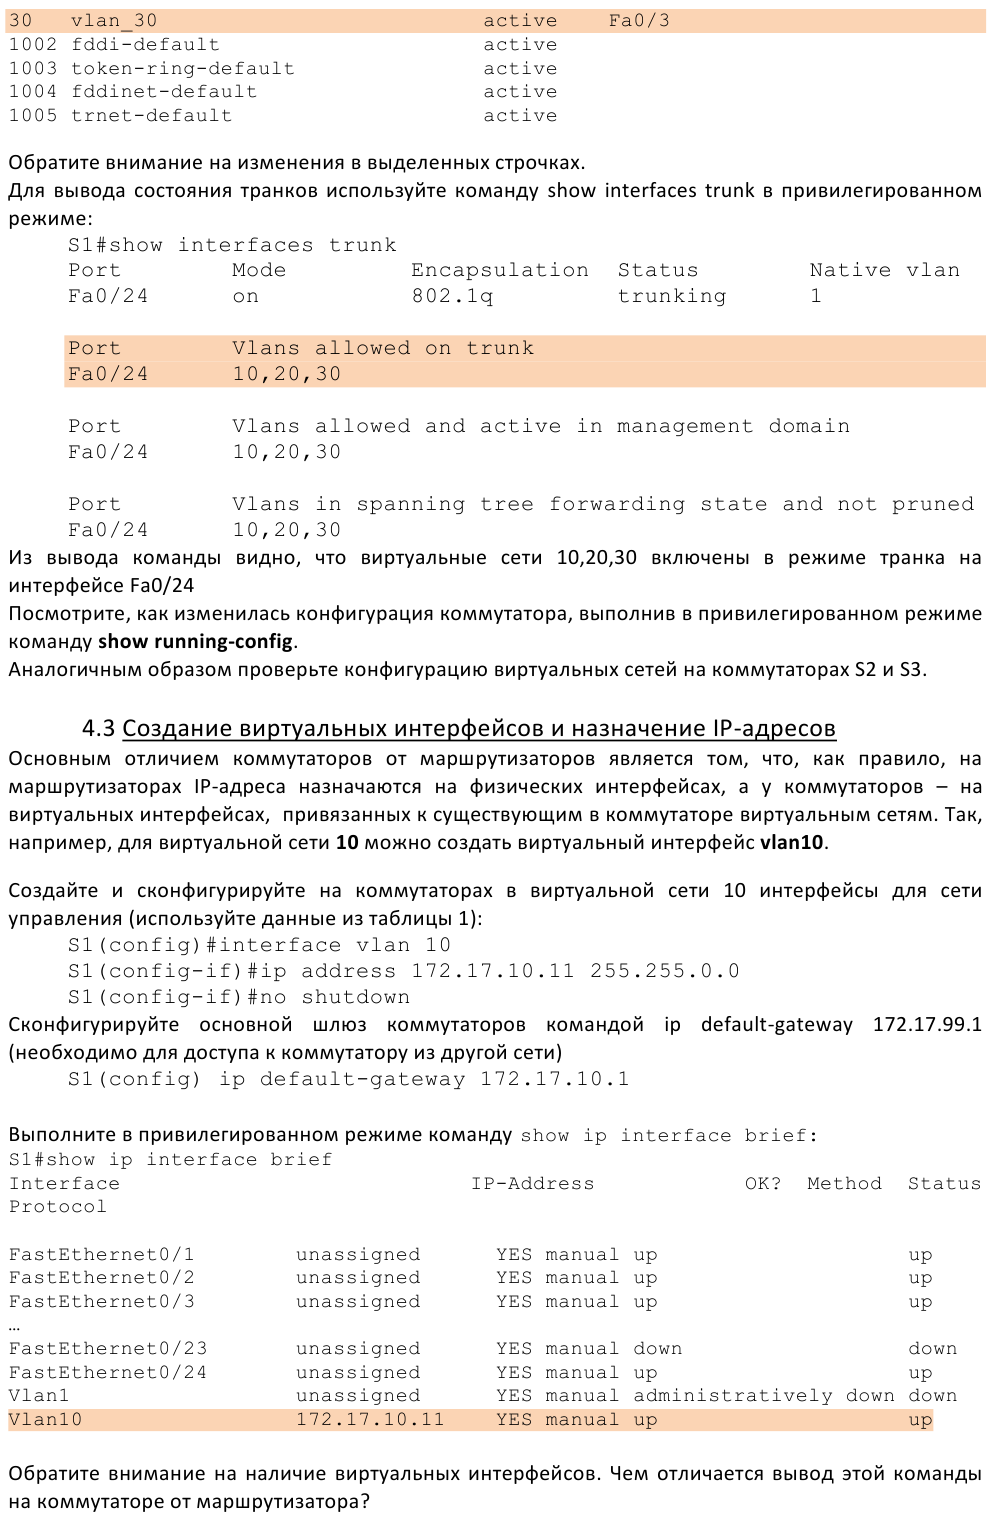 30   vlan_30                          active    Fa0/3
1002 fddi-default                     active
1003 token-ring-default               active
1004 fddinet-default                  active
1005 trnet-default                    active
Обратите внимание на изменения в выделенных строчках.
Для вывода состояния транков используйте команду show interfaces trunk в привилегированном
режиме:
S1#show interfaces trunk
Port        Mode         Encapsulation  Status        Native vlan
Fa0/24      on           802.1q         trunking      1
Port        Vlans allowed on trunk
Fa0/24      10,20,30
Port        Vlans allowed and active in management domain
Fa0/24      10,20,30
Port        Vlans in spanning tree forwarding state and not pruned
Fa0/24      10,20,30
Из вывода команды видно, что виртуальные сети 10,20,30 включены в режиме транка на
интерфейсе Fa0/24
Посмотрите, как изменилась конфигурация коммутатора, выполнив в привилегированном режиме
команду show running-config.
Аналогичным образом проверьте конфигурацию виртуальных сетей на коммутаторах S2 и S3.
4.3 Создание виртуальных интерфейсов и назначение IP-адресов
Основным отличием коммутаторов от маршрутизаторов является том, что, как правило, на
маршрутизаторах IP-адреса назначаются на физических интерфейсах, а у коммутаторов – на
виртуальных интерфейсах,  привязанных к существующим в коммутаторе виртуальным сетям. Так,
например, для виртуальной сети 10 можно создать виртуальный интерфейс vlan10.
Создайте и сконфигурируйте на коммутаторах в виртуальной сети 10 интерфейсы для сети
управления (используйте данные из таблицы 1):
S1(config)#interface vlan 10
S1(config-if)#ip address 172.17.10.11 255.255.0.0
S1(config-if)#no shutdown
Сконфигурируйте основной шлюз коммутаторов командой ip default-gateway 172.17.99.1
(необходимо для доступа к коммутатору из другой сети)
S1(config) ip default-gateway 172.17.10.1
Выполните в привилегированном режиме команду show ip interface brief:
S1#show ip interface brief
Interface                            IP-Address            OK?  Method  Status
Protocol
FastEthernet0/1        unassigned      YES manual up                    up
FastEthernet0/2        unassigned      YES manual up                    up
FastEthernet0/3        unassigned      YES manual up                    up
…
FastEthernet0/23       unassigned      YES manual down                  down
FastEthernet0/24       unassigned      YES manual up                    up
Vlan1                  unassigned      YES manual administratively down down
Vlan10                 172.17.10.11    YES manual up                    up
Обратите внимание на наличие виртуальных интерфейсов. Чем отличается вывод этой команды
на коммутаторе от маршрутизатора?